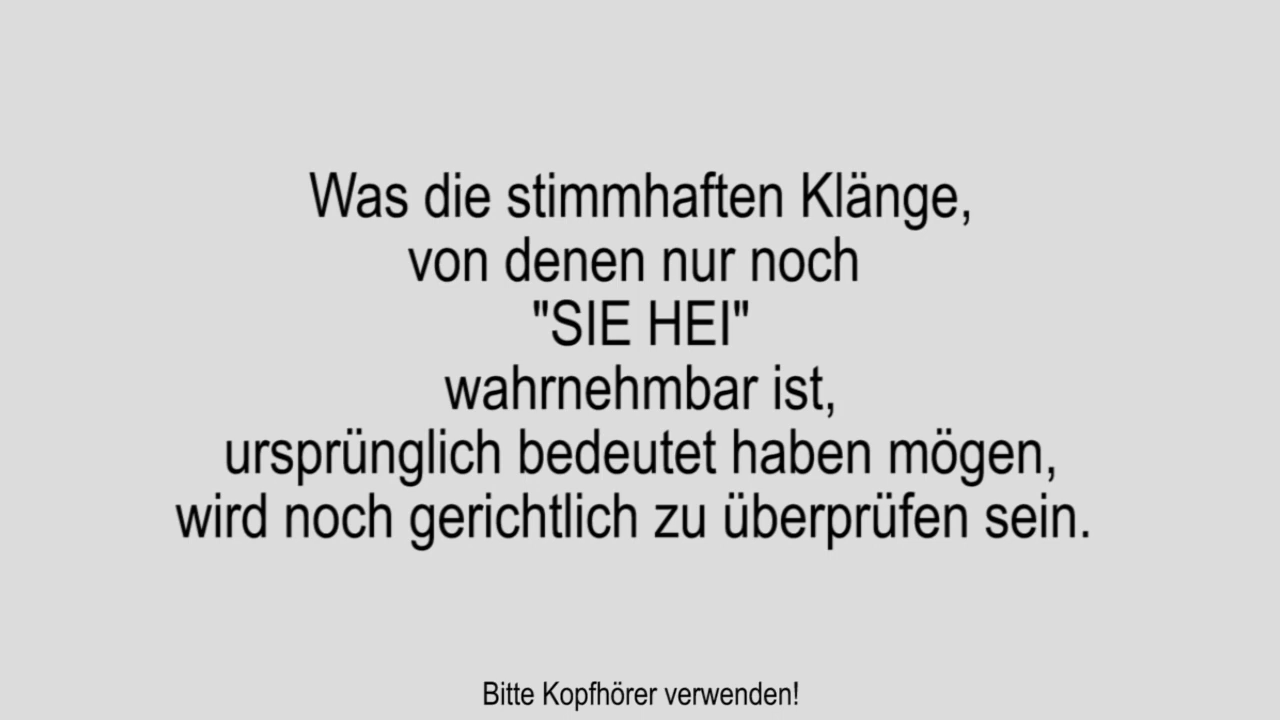 Was die stimmhaften Klänge,
von denen nur noch
"SIE HEI"
wahrnehmbar ist,
ursprünglich bedeutet haben mögen,
wird noch gerichtlich zu überprüfen sein.
Bitte Kopfhörer verwenden!